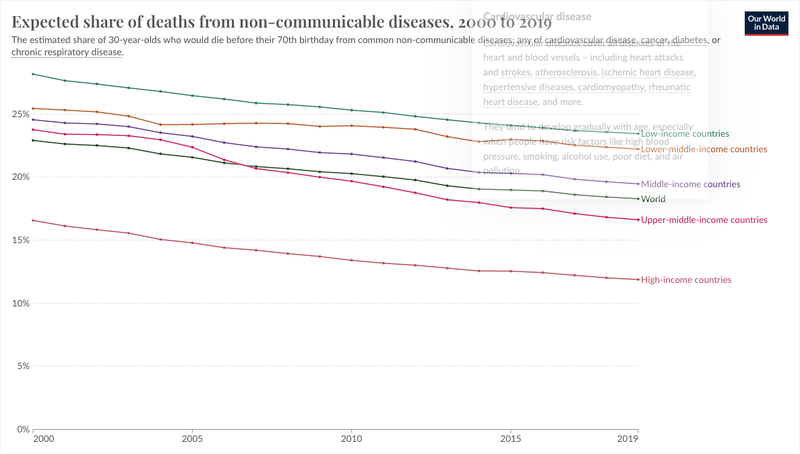 Expected share of deaths from non-communicable diseases, 2000 to 2019
The estimated share of 30-year-olds who would die before their 70th birthday from common non-communicable diseases: any of cardiovascular disease, cancer, diabetes, or
chronic respiratory disease.
Our World
in Data
Cardiovascular disease
Cardiovascular diseases cover all diseases of the
heart and blood vessels – including heart attacks
and strokes, atherosclerosis, ischemic heart disease,
hypertensive diseases, cardiomyopathy, rheumatic
heart disease, and more.
They tend to develop gradually with age, especially
when people have risk factors like high blood
pressure, smoking, alcohol use, poor diet, and air
pollution.
25%
20%
15%
10%
5%
0%
Low-income countries
Lower-middle-income countries
Middle-income countries
World
Upper-middle-income countries
High-income countries
2000
2005
2010
2015
2019